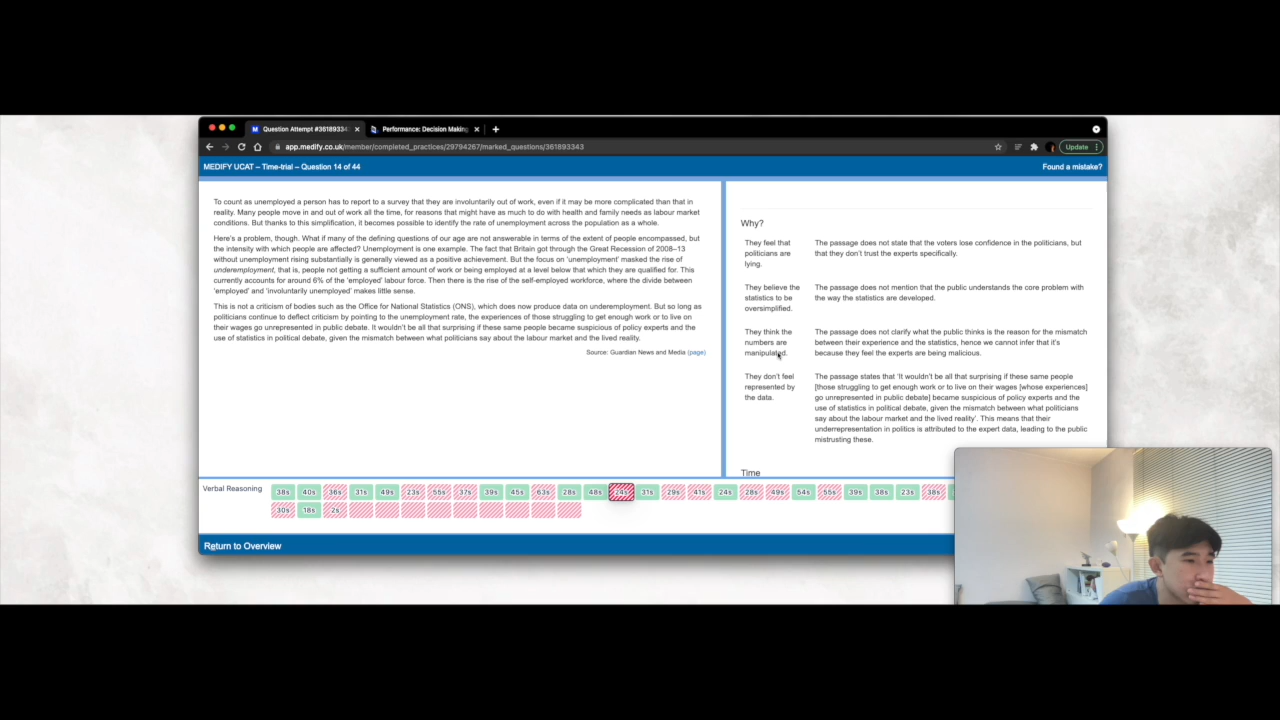 Question Attempt #361893343
Performance: Decision Making
app.medify.co.uk/member/completed_practices/29794267/marked_questions/361893343
Update
MEDIFY UCAT – Time-trial – Question 14 of 44
Found a mistake?
To count as unemployed a person has to report to a survey that they are involuntarily out of work, even if it may be more complicated than that in
reality. Many people move in and out of work all the time, for reasons that might have as much to do with health and family needs as labour market
conditions. But thanks to this simplification, it becomes possible to identify the rate of unemployment across the population as a whole.
Here's a problem, though. What if many of the defining questions of our age are not answerable in terms of the extent of people encompassed, but
the intensity with which people are affected? Unemployment is one example. The fact that Britain got through the Great Recession of 2008–13
without unemployment rising substantially is generally viewed as a positive achievement. But the focus on 'unemployment' masked the rise of
underemployment, that is, people not getting a sufficient amount of work or being employed at a level below that which they are qualified for. This
currently accounts for around 6% of the 'employed' labour force. Then there is the rise of the self-employed workforce, where the divide between
'employed' and 'involuntarily unemployed' makes little sense.
This is not a criticism of bodies such as the Office for National Statistics (ONS), which does now produce data on underemployment. But so long as
politicians continue to deflect criticism by pointing to the unemployment rate, the experiences of those struggling to get enough work or to live on
their wages go unrepresented in public debate. It wouldn't be all that surprising if these same people became suspicious of policy experts and the
use of statistics in political debate, given the mismatch between what politicians say about the labour market and the lived reality.
Source: Guardian News and Media (page)
Why?
They feel that
politicians are
lying.
The passage does not state that the voters lose confidence in the politicians, but
that they don't trust the experts specifically.
They believe the
statistics to be
oversimplified.
The passage does not mention that the public understands the core problem with
the way the statistics are developed.
They think the
numbers are
manipulated.
The passage does not clarify what the public thinks is the reason for the mismatch
between their experience and the statistics, hence we cannot infer that it's
because they feel the experts are being malicious.
They don't feel
represented by
the data.
The passage states that 'It wouldn't be all that surprising if these same people
[those struggling to get enough work or to live on their wages [whose experiences]
go unrepresented in public debate] became suspicious of policy experts and the
use of statistics in political debate, given the mismatch between what politicians
say about the labour market and the lived reality'. This means that their
underrepresentation in politics is attributed to the expert data, leading to the public
mistrusting these.
Time
Verbal Reasoning
38s 40s 36s 31s 49s 23s 55s 37s 39s 45s 63s 28s 48s 24s 31s 29s 41s 24s 28s 49s 54s 55s 39s 38s 23s 38s
30s 18s 2s
Return to Overview